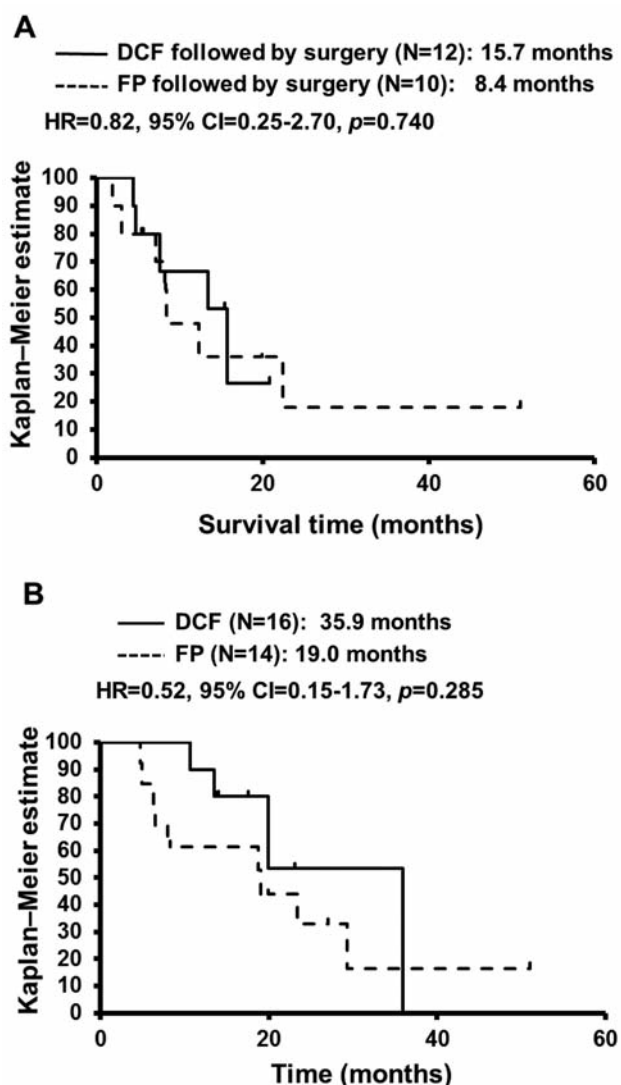 A
DCF followed by surgery (N=12): 15.7 months
FP followed by surgery (N=10): 8.4 months
HR=0.82, 95% CI=0.25-2.70, p=0.740
Kaplan–Meier estimate
100
90
80
70
60
50
40
30
20
10
0
0 20 40 60
Survival time (months)
B
DCF (N=16): 35.9 months
FP (N=14): 19.0 months
HR=0.52, 95% CI=0.15-1.73, p=0.285
Kaplan–Meier estimate
100
90
80
70
60
50
40
30
20
10
0
0 20 40 60
Time (months)